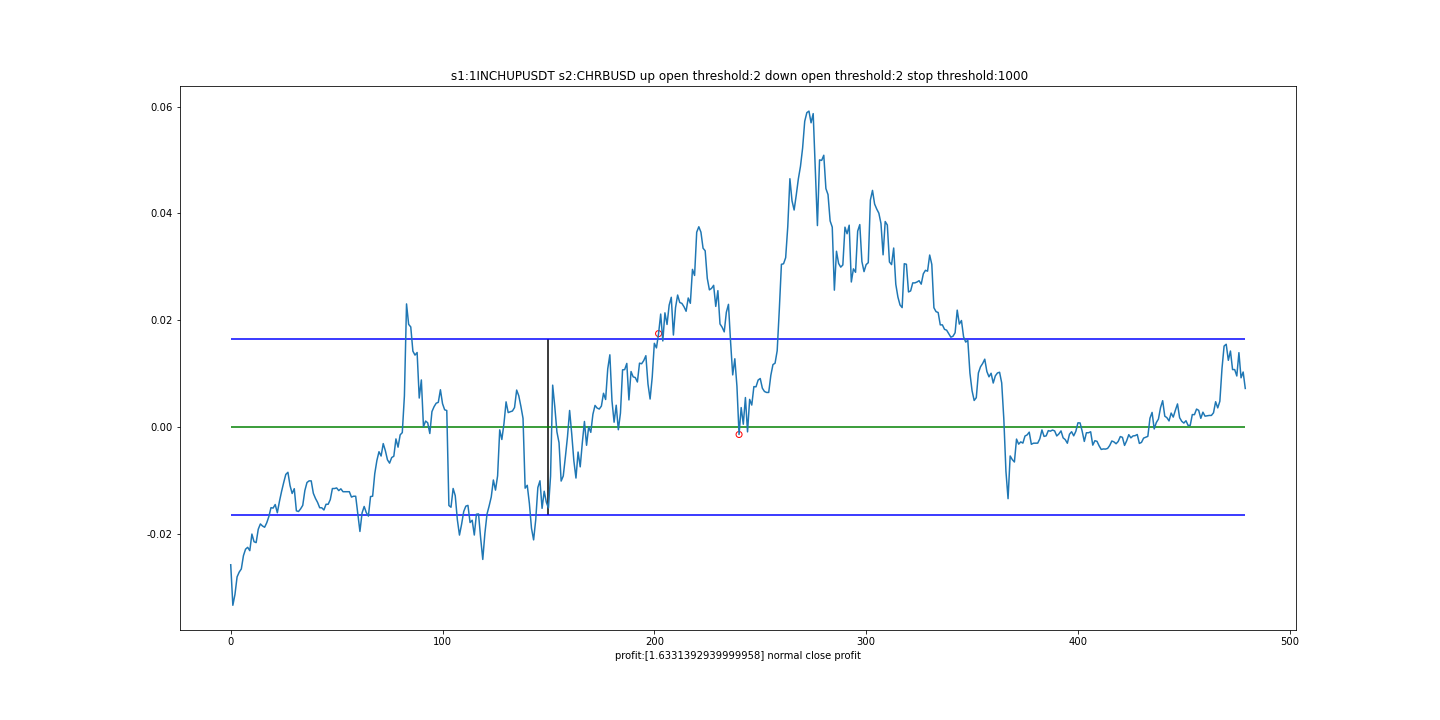 s1:1INCHUPUSDT s2:CHRBUSD up open threshold:2 down open threshold:2 stop threshold:1000
0.06
0.04
0.02
0.00
-0.02
0 100 200 300 400 500
profit:[1.6331392939999958] normal close profit